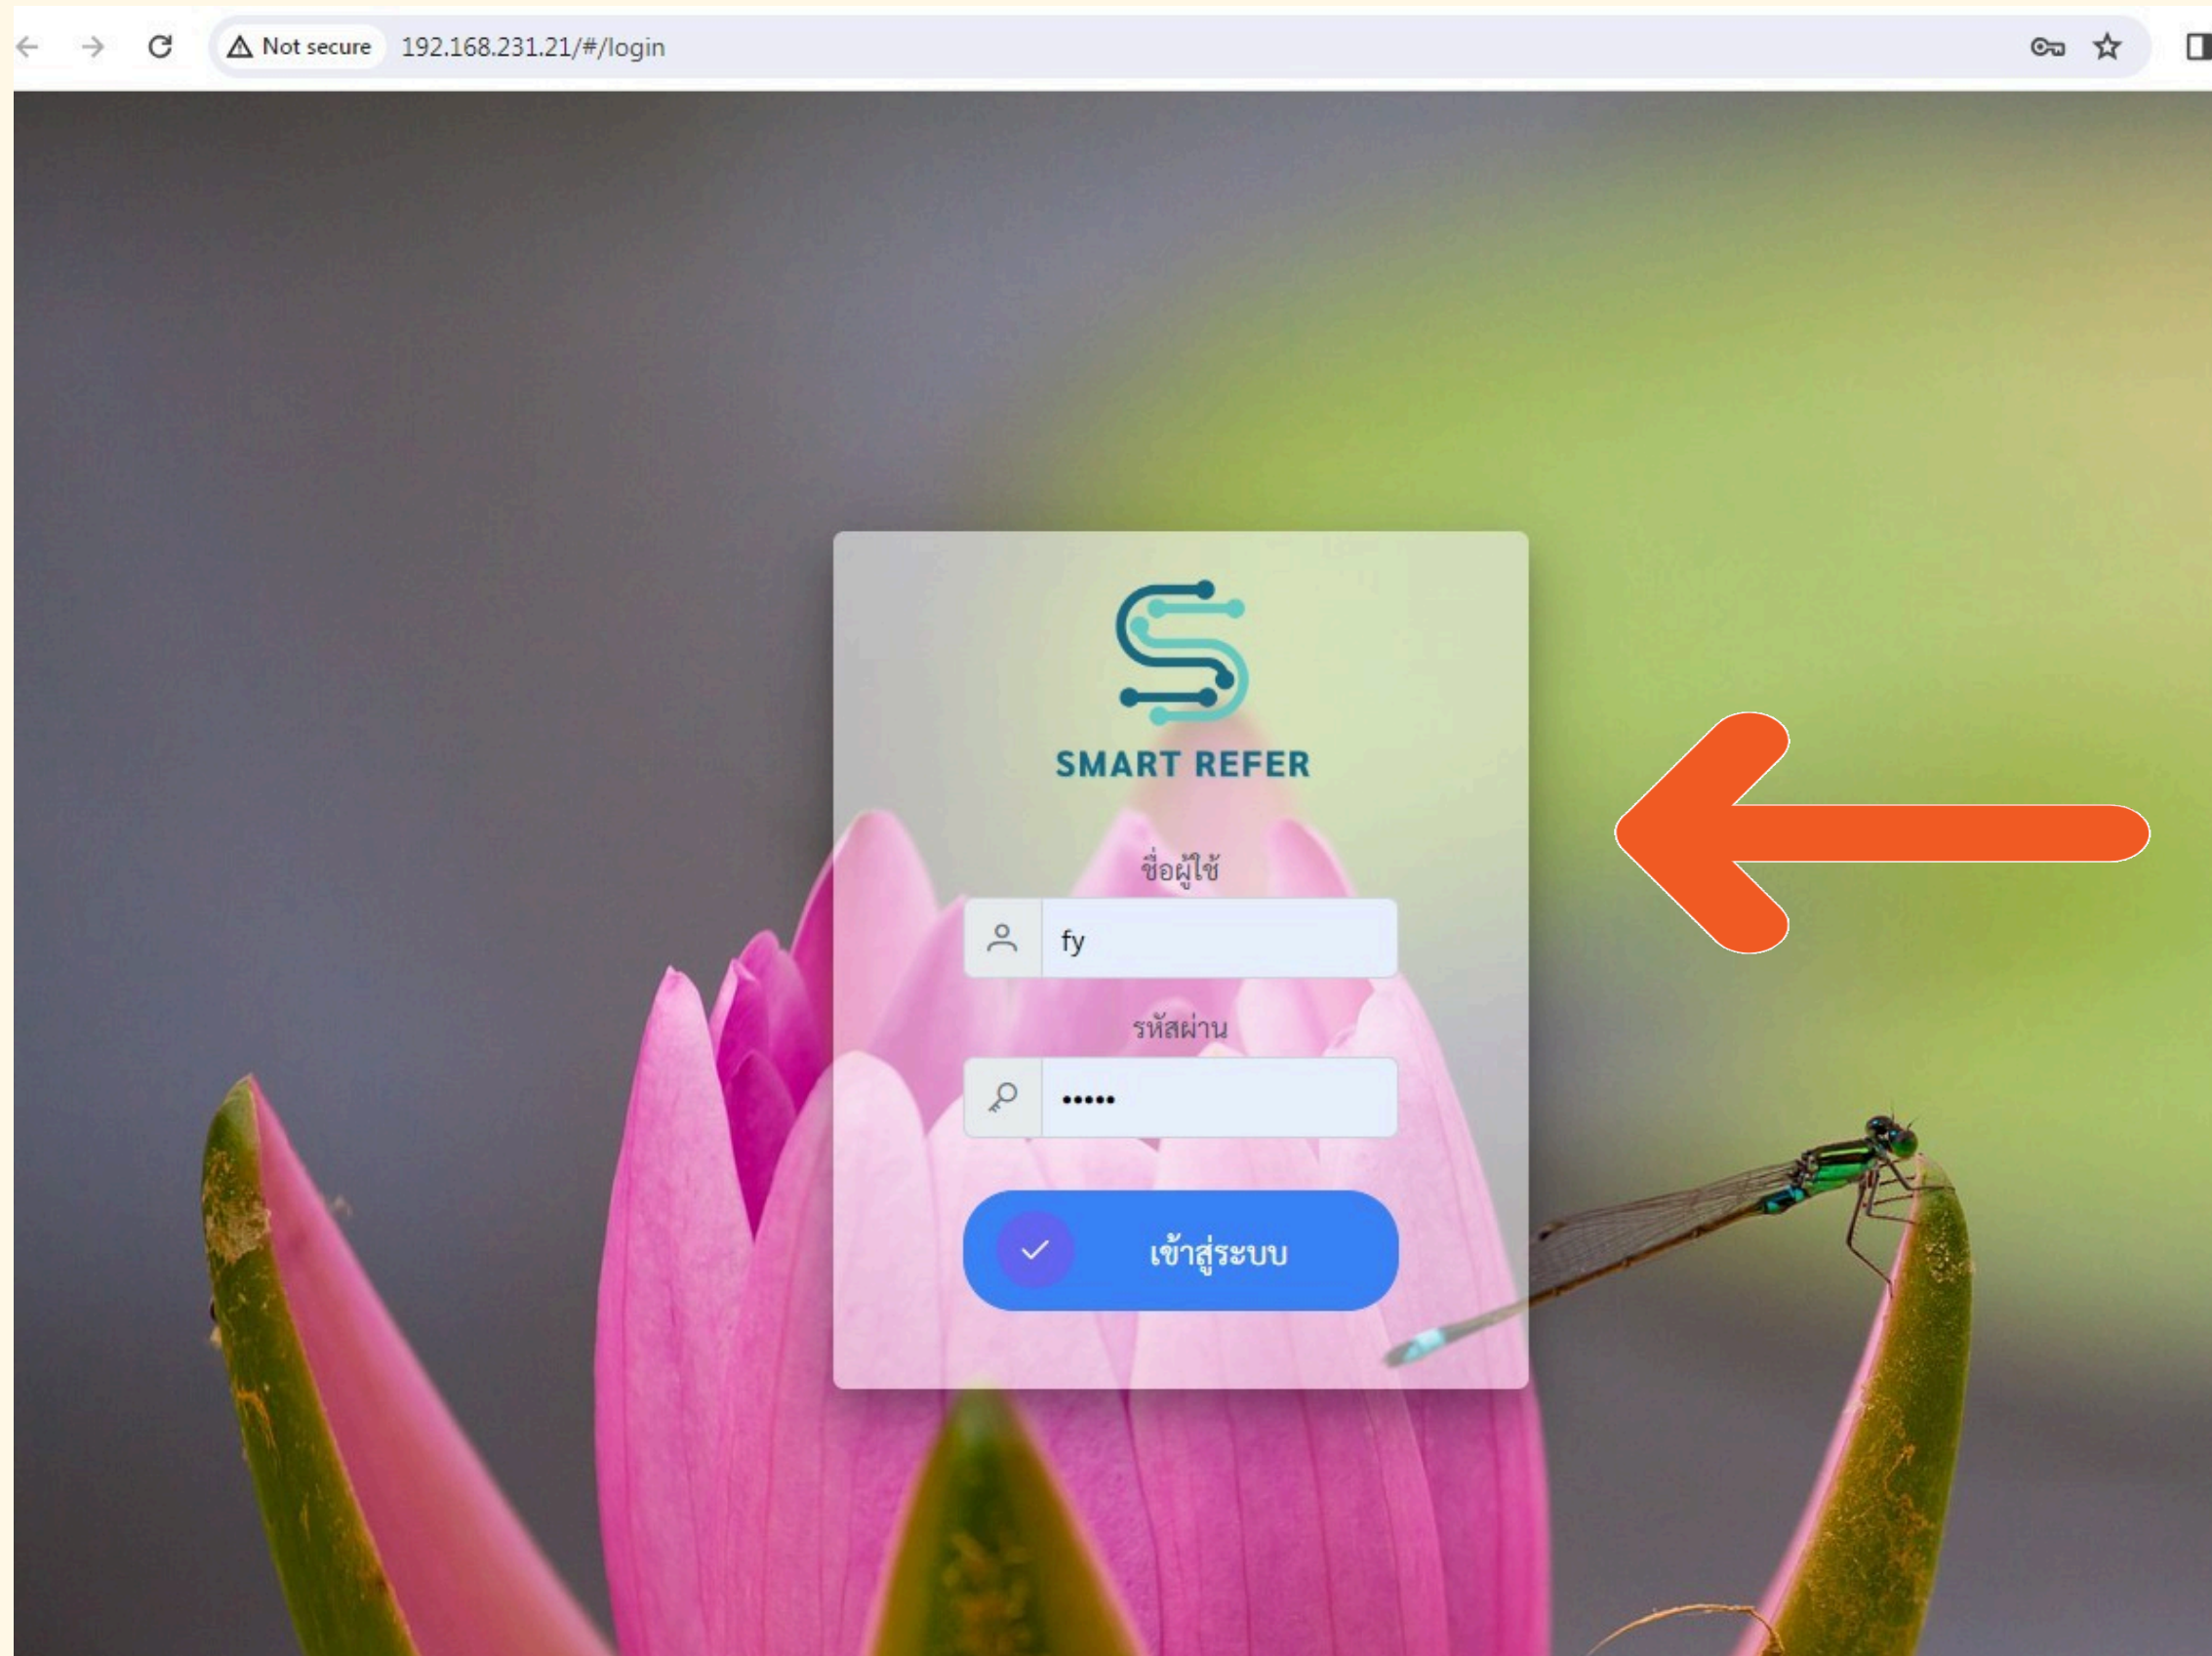 Not secure 192.168.231.21/#/login
SMART REFER
ชื่อผู้ใช้
fy
รหัสผ่าน
•••••
เข้าสู่ระบบ